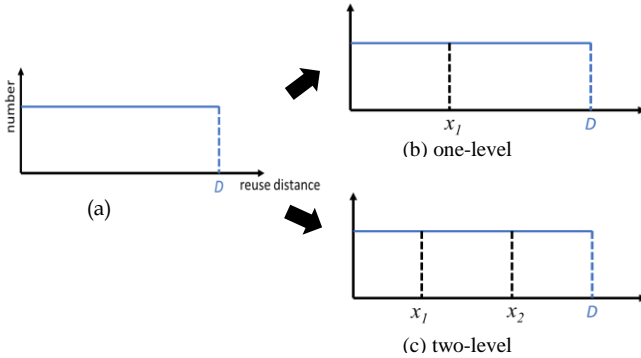 number
D
reuse distance
(a)
x1
D
(b) one-level
x1
x2
D
(c) two-level